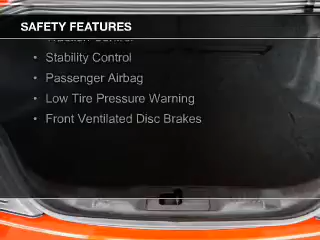 SAFETY FEATURES
• Stability Control
• Passenger Airbag
• Low Tire Pressure Warning
• Front Ventilated Disc Brakes